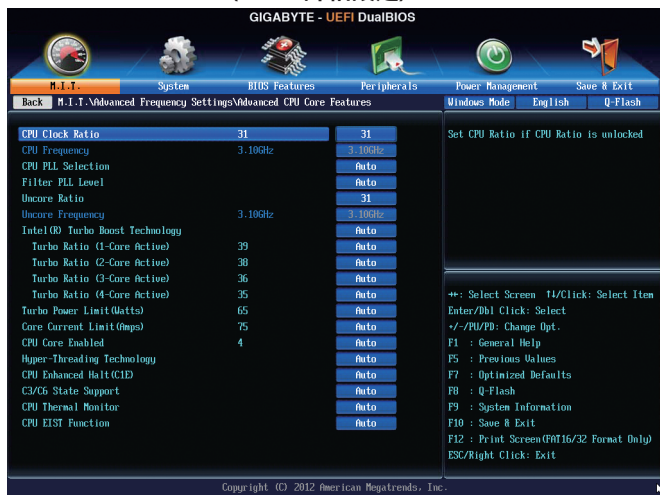 GIGABYTE - UEFI DualBIOS
M.I.T. System BIOS Features Peripherals Power Management Save & Exit
Back M.I.T.\Advanced Frequency Settings\Advanced CPU Core Features Windows Mode English Q-Flash
CPU Clock Ratio 31 31
CPU Frequency 3.10GHz 3.10GHz
CPU PLL Selection Auto
Filter PLL Level Auto
Uncore Ratio 31
Uncore Frequency 3.10GHz 3.10GHz
Intel(R) Turbo Boost Technology Auto
Turbo Ratio (1-Core Active) 39 Auto
Turbo Ratio (2-Core Active) 38 Auto
Turbo Ratio (3-Core Active) 36 Auto
Turbo Ratio (4-Core Active) 35 Auto
Turbo Power Limit(Watts) 65 Auto
Core Current Limit(Amps) 75 Auto
CPU Core Enabled 4 Auto
Hyper-Threading Technology Auto
CPU Enhanced Halt(C1E) Auto
C3/C6 State Support Auto
CPU Thermal Monitor Auto
CPU EIST Function Auto
Set CPU Ratio if CPU Ratio is unlocked
→←: Select Screen ↑↓/Click: Select Item
Enter/Dbl Click: Select
+/-/PU/PD: Change Opt.
F1 : General Help
F5 : Previous Values
F7 : Optimized Defaults
F8 : Q-Flash
F9 : System Information
F10 : Save & Exit
F12 : Print Screen(FAT16/32 Format Only)
ESC/Right Click: Exit
Copyright (C) 2012 American Megatrends, Inc.